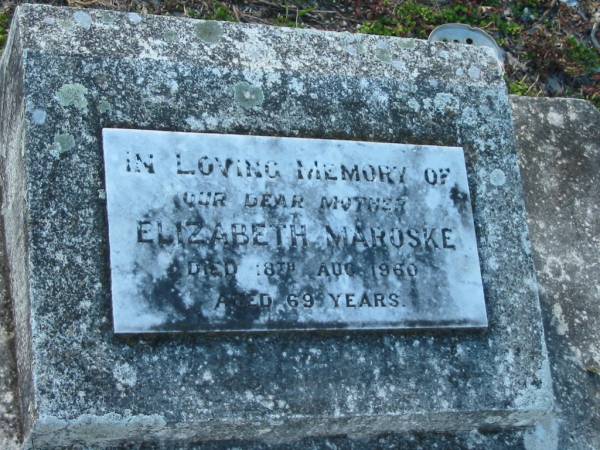 IN LOVING MEMORY OF
OUR DEAR MOTHER
ELIZABETH MAROSKE
DIED 18TH AUG. 1960
AGED 69 YEARS.